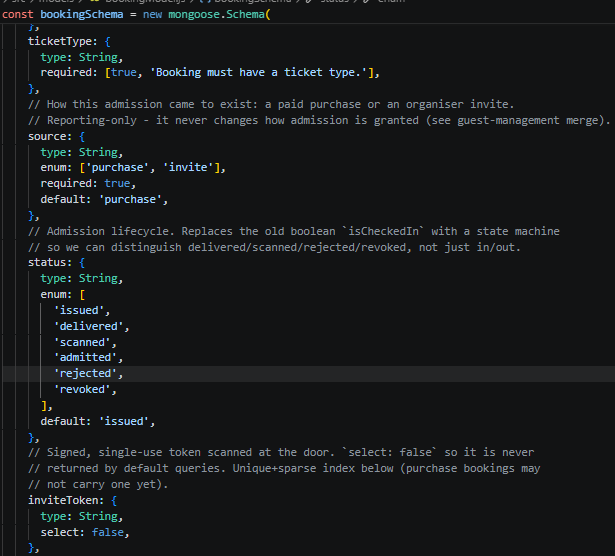 const bookingSchema = new mongoose.Schema(
},
ticketType: {
type: String,
required: [true, 'Booking must have a ticket type.'],
},
// How this admission came to exist: a paid purchase or an organiser invite.
// Reporting-only - it never changes how admission is granted (see guest-management merge).
source: {
type: String,
enum: ['purchase', 'invite'],
required: true,
default: 'purchase',
},
// Admission lifecycle. Replaces the old boolean `isCheckedIn` with a state machine
// so we can distinguish delivered/scanned/rejected/revoked, not just in/out.
status: {
type: String,
enum: [
'issued',
'delivered',
'scanned',
'admitted',
'rejected',
'revoked',
],
default: 'issued',
},
// Signed, single-use token scanned at the door. `select: false` so it is never
// returned by default queries. Unique+sparse index below (purchase bookings may
// not carry one yet).
inviteToken: {
type: String,
select: false,
},